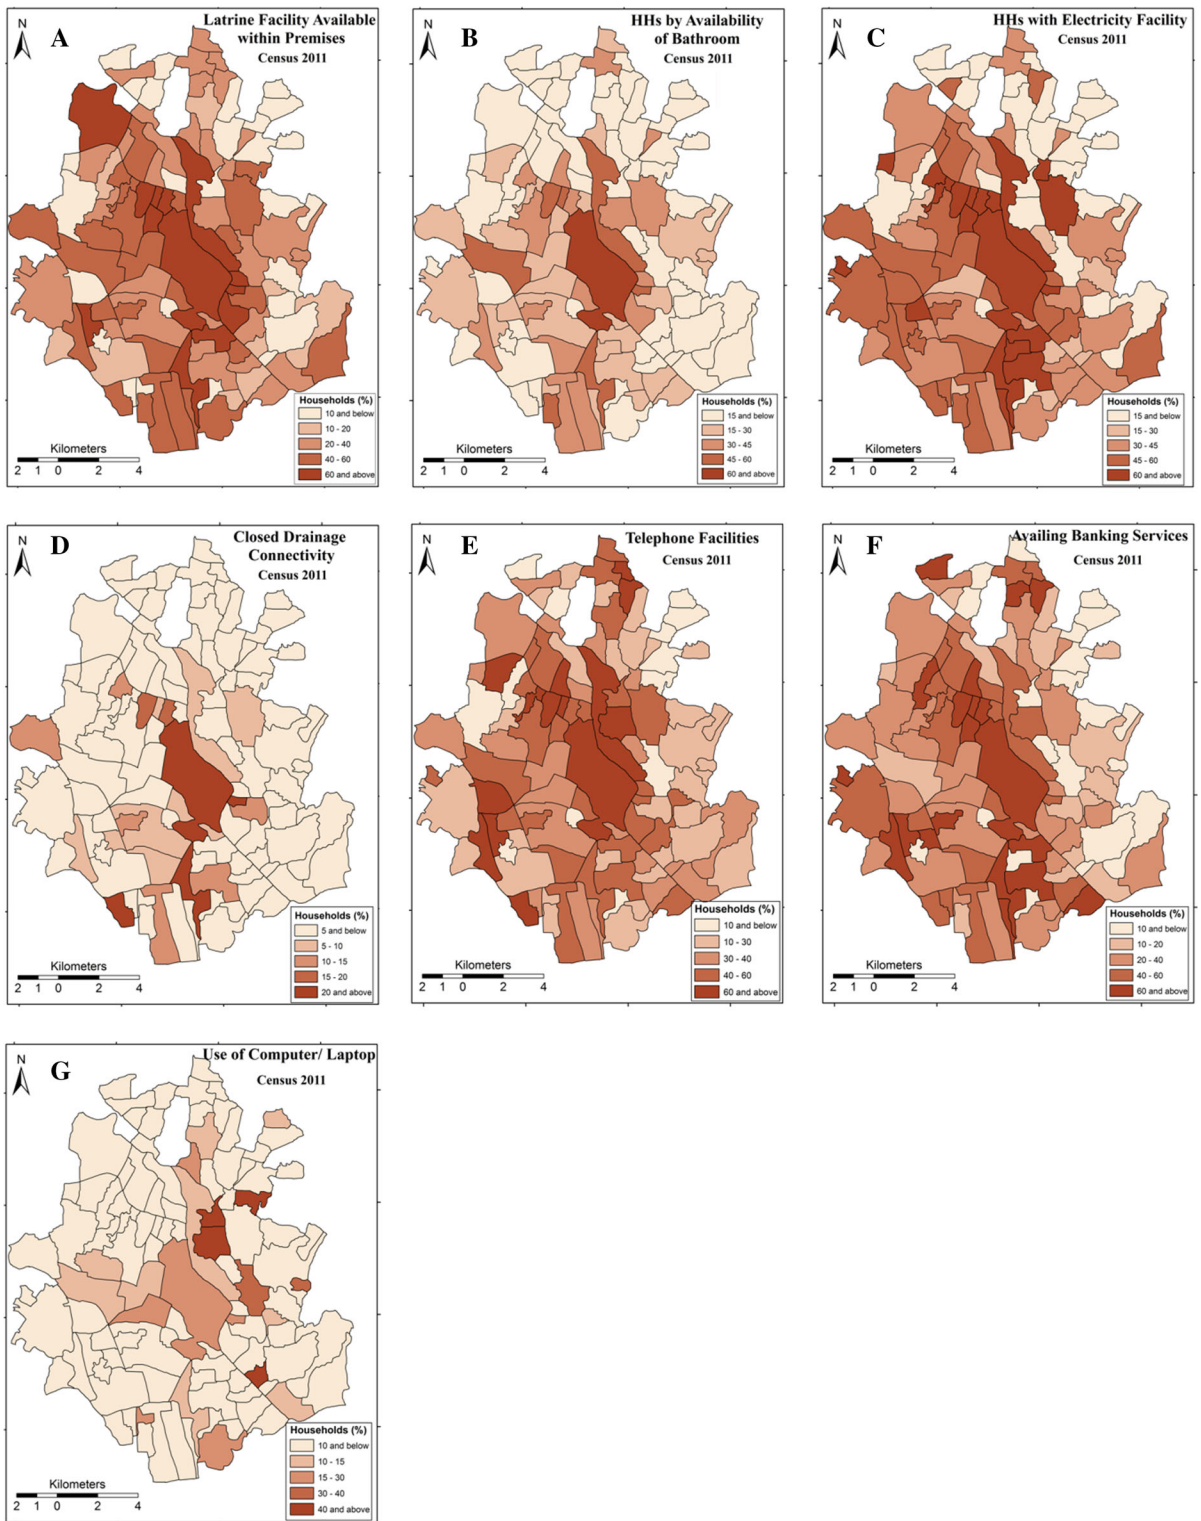 N
A
Latrine Facility Available
within Premises
Census 2011
Households (%)
10 and below
10 - 20
20 - 40
40 - 60
60 and above
Kilometers
2 1 0 2 4
N
B
HHs by Availability
of Bathroom
Census 2011
Households (%)
15 and below
15 - 30
30 - 45
45 - 60
60 and above
Kilometers
2 1 0 2 4
N
C
HHs with Electricity Facility
Census 2011
Households (%)
15 and below
15 - 30
30 - 45
45 - 60
60 and above
Kilometers
2 1 0 2 4
N
D
Closed Drainage
Connectivity
Census 2011
Households (%)
5 and below
5 - 10
10 - 15
15 - 20
20 and above
Kilometers
2 1 0 2 4
N
E
Telephone Facilities
Census 2011
Households (%)
10 and below
10 - 30
30 - 40
40 - 60
60 and above
Kilometers
2 1 0 2 4
N
F
Availing Banking Services
Census 2011
Households (%)
10 and below
10 - 20
20 - 40
40 - 60
60 and above
Kilometers
2 1 0 2 4
N
G
Use of Computer/ Laptop
Census 2011
Households (%)
10 and below
10 - 15
15 - 30
30 - 40
40 and above
Kilometers
2 1 0 2 4